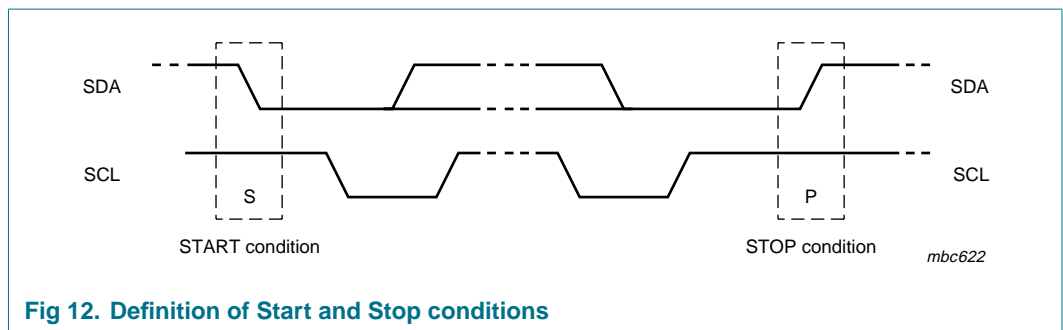 SDA
SDA
SCL
SCL
S
P
START condition
STOP condition
mbc622
Fig 12. Definition of Start and Stop conditions